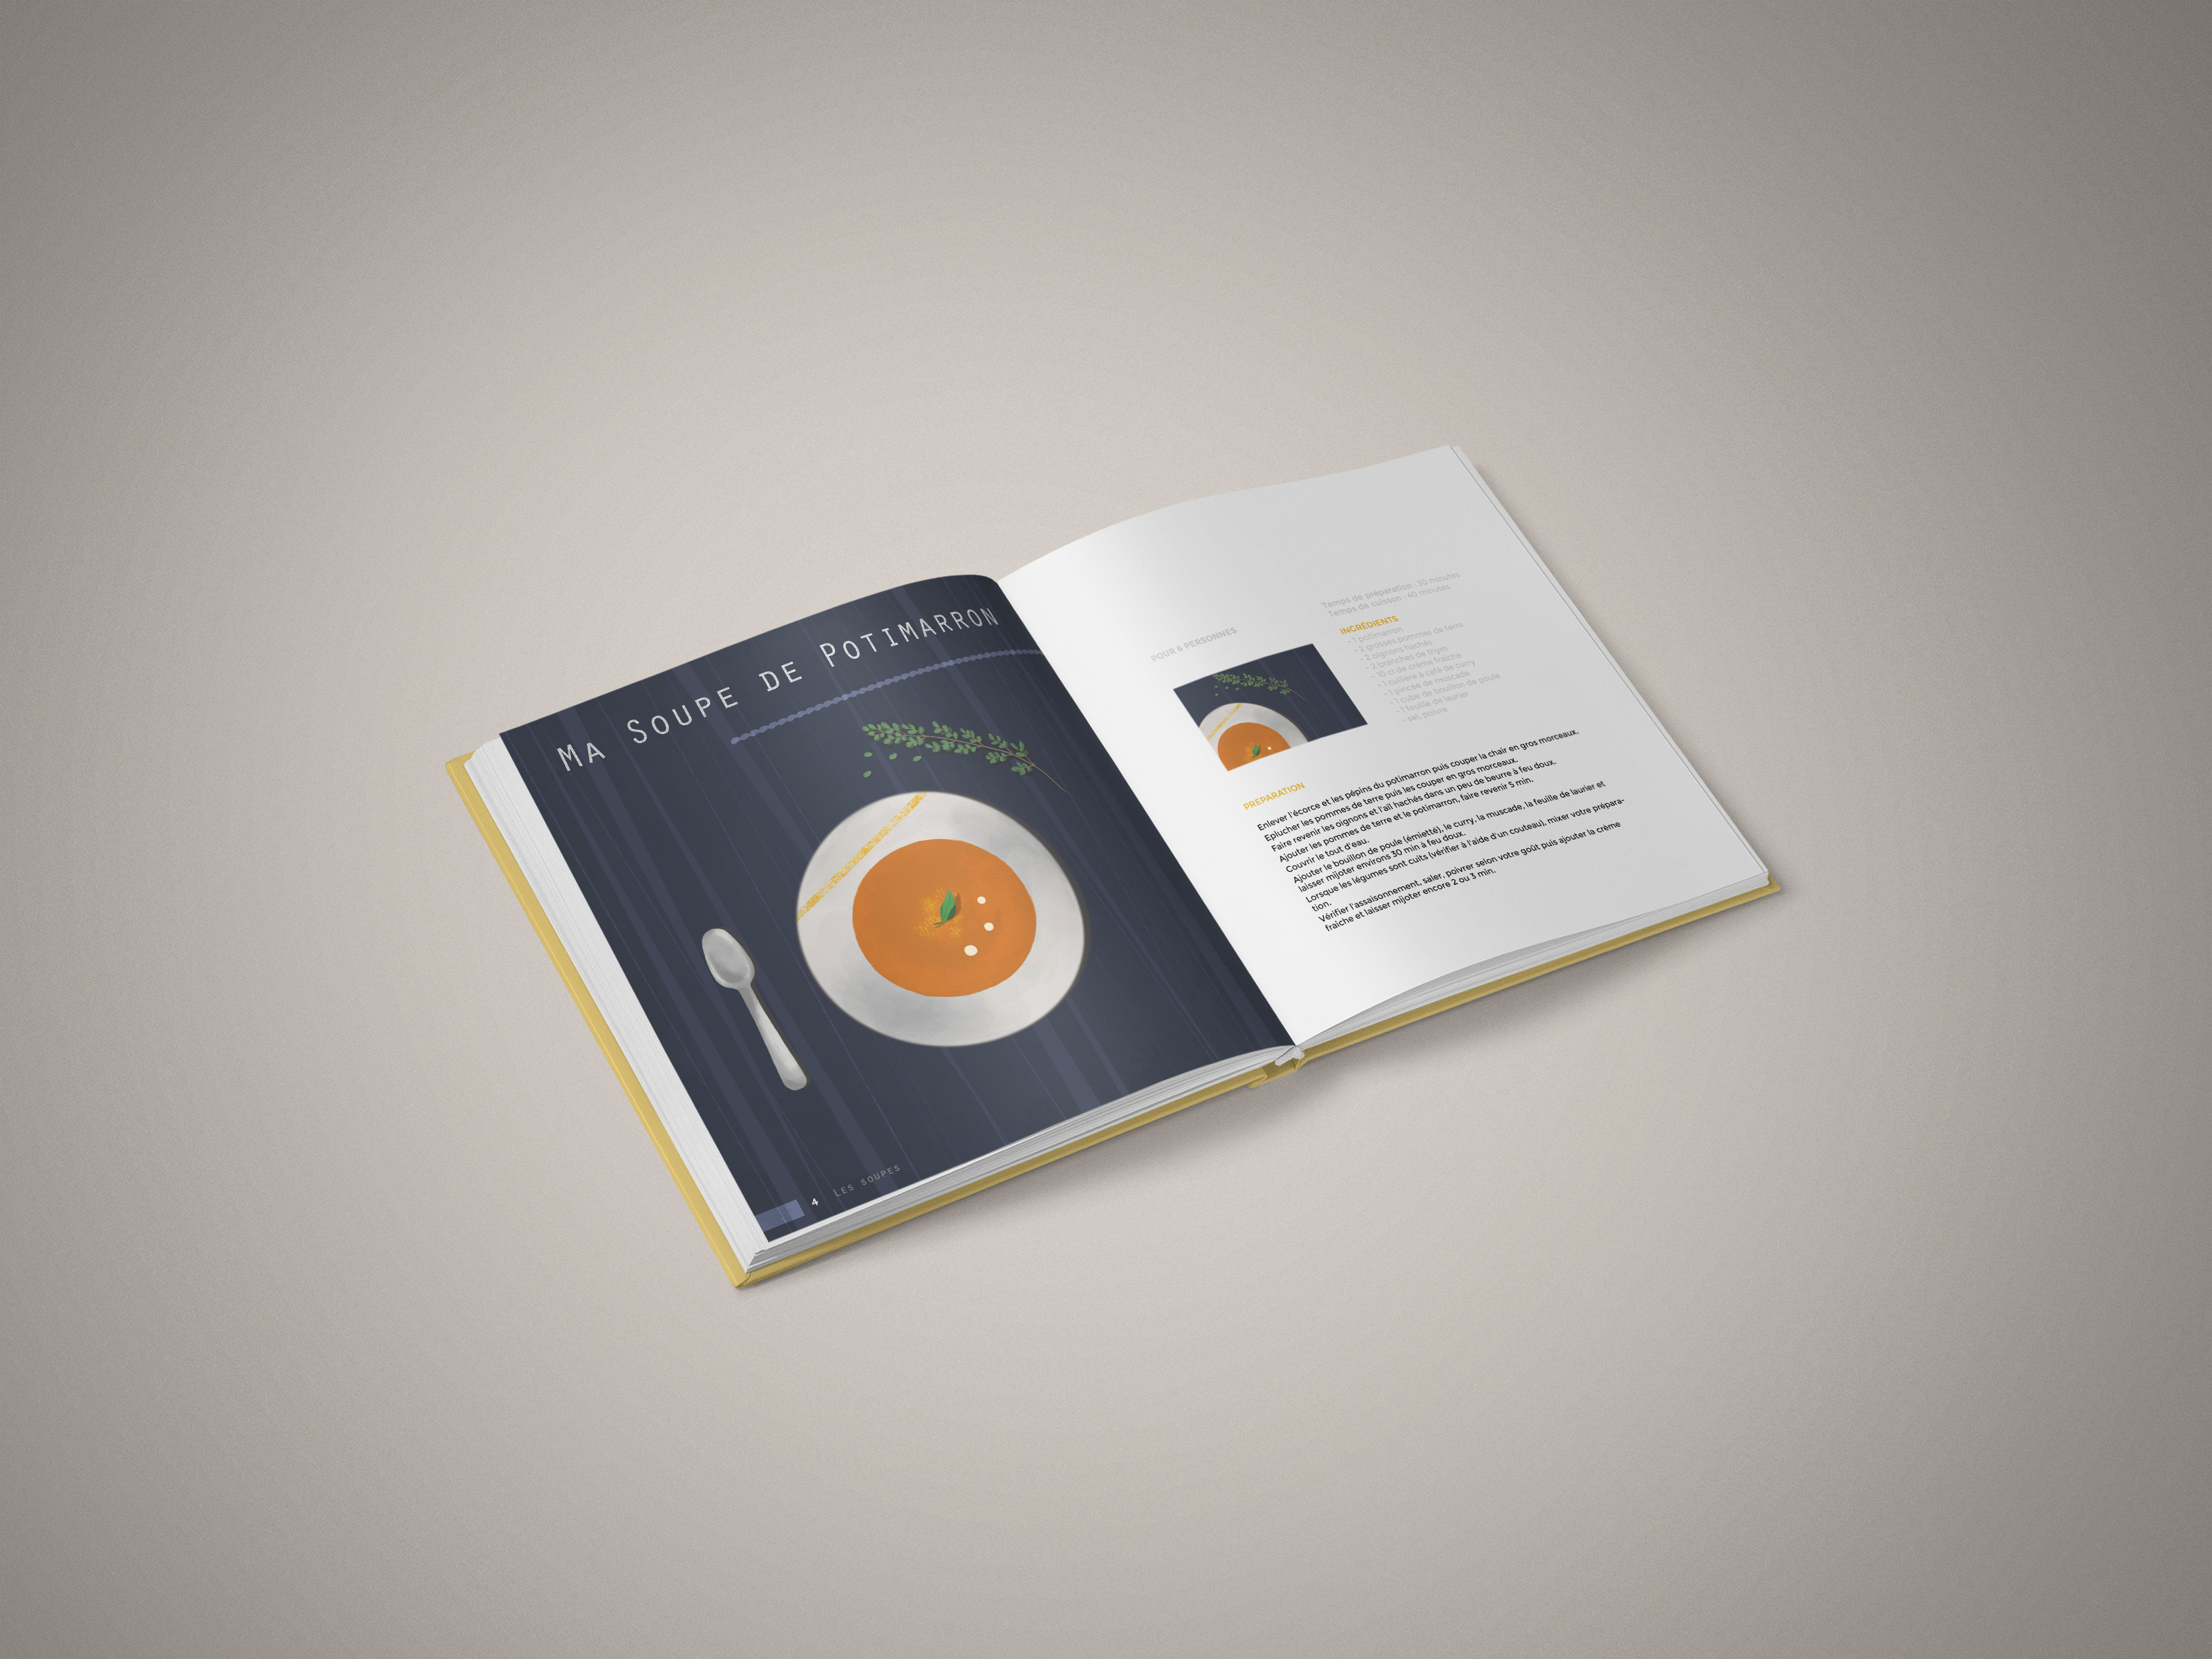 Ma Soupe de Potimarron
4 LES SOUPES
POUR 6 PERSONNES
Temps de préparation : 30 minutes
Temps de cuisson : 40 minutes
INGRÉDIENTS
- 1 potimarron
- 2 grosses pommes de terre
- 2 oignons hachés
- 2 branches de thym
- 10 cl de crème fraîche
- 1 cuillère à café de curry
- 1 pincée de muscade
- 1 cube de bouillon de poule
- 1 feuille de laurier
- sel, poivre
PREPARATION
Enlever l'écorce et les pépins du potimarron puis couper la chair en gros morceaux.
Eplucher les pommes de terre puis les couper en gros morceaux.
Faire revenir les oignons et l'ail hachés dans un peu de beurre à feu doux.
Ajouter les pommes de terre et le potimarron, faire revenir 5 min.
Couvrir le tout d'eau.
Ajouter le bouillon de poule (émietté), le curry, la muscade, la feuille de laurier et
laisser mijoter environs 30 min à feu doux.
Lorsque les légumes sont cuits (vérifier à l'aide d'un couteau), mixer votre prépara-
tion.
Vérifier l'assaisonnement, saler, poivrer selon votre goût puis ajouter la crème
fraiche et laisser mijoter encore 2 ou 3 min.